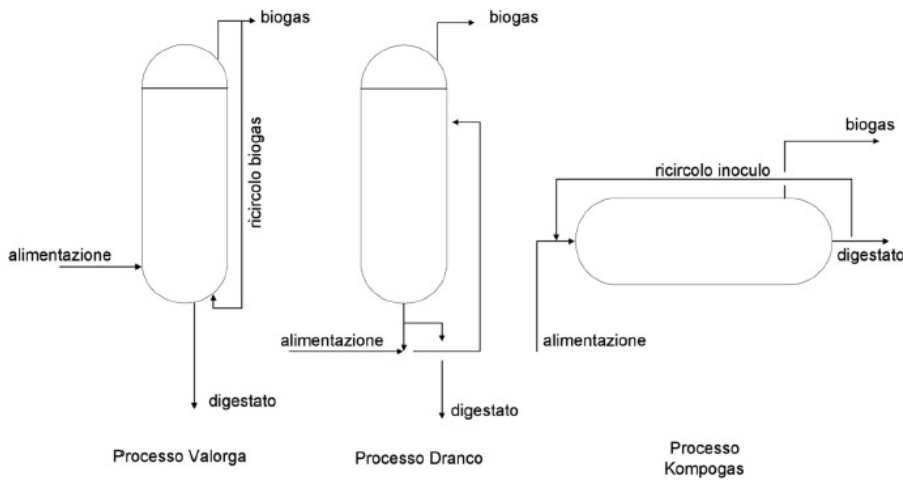 biogas
ricircolo biogas
alimentazione
digestato
Processo Valorga
biogas
alimentazione
digestato
Processo Dranco
biogas
ricircolo inoculo
digestato
alimentazione
Processo
Kompogas